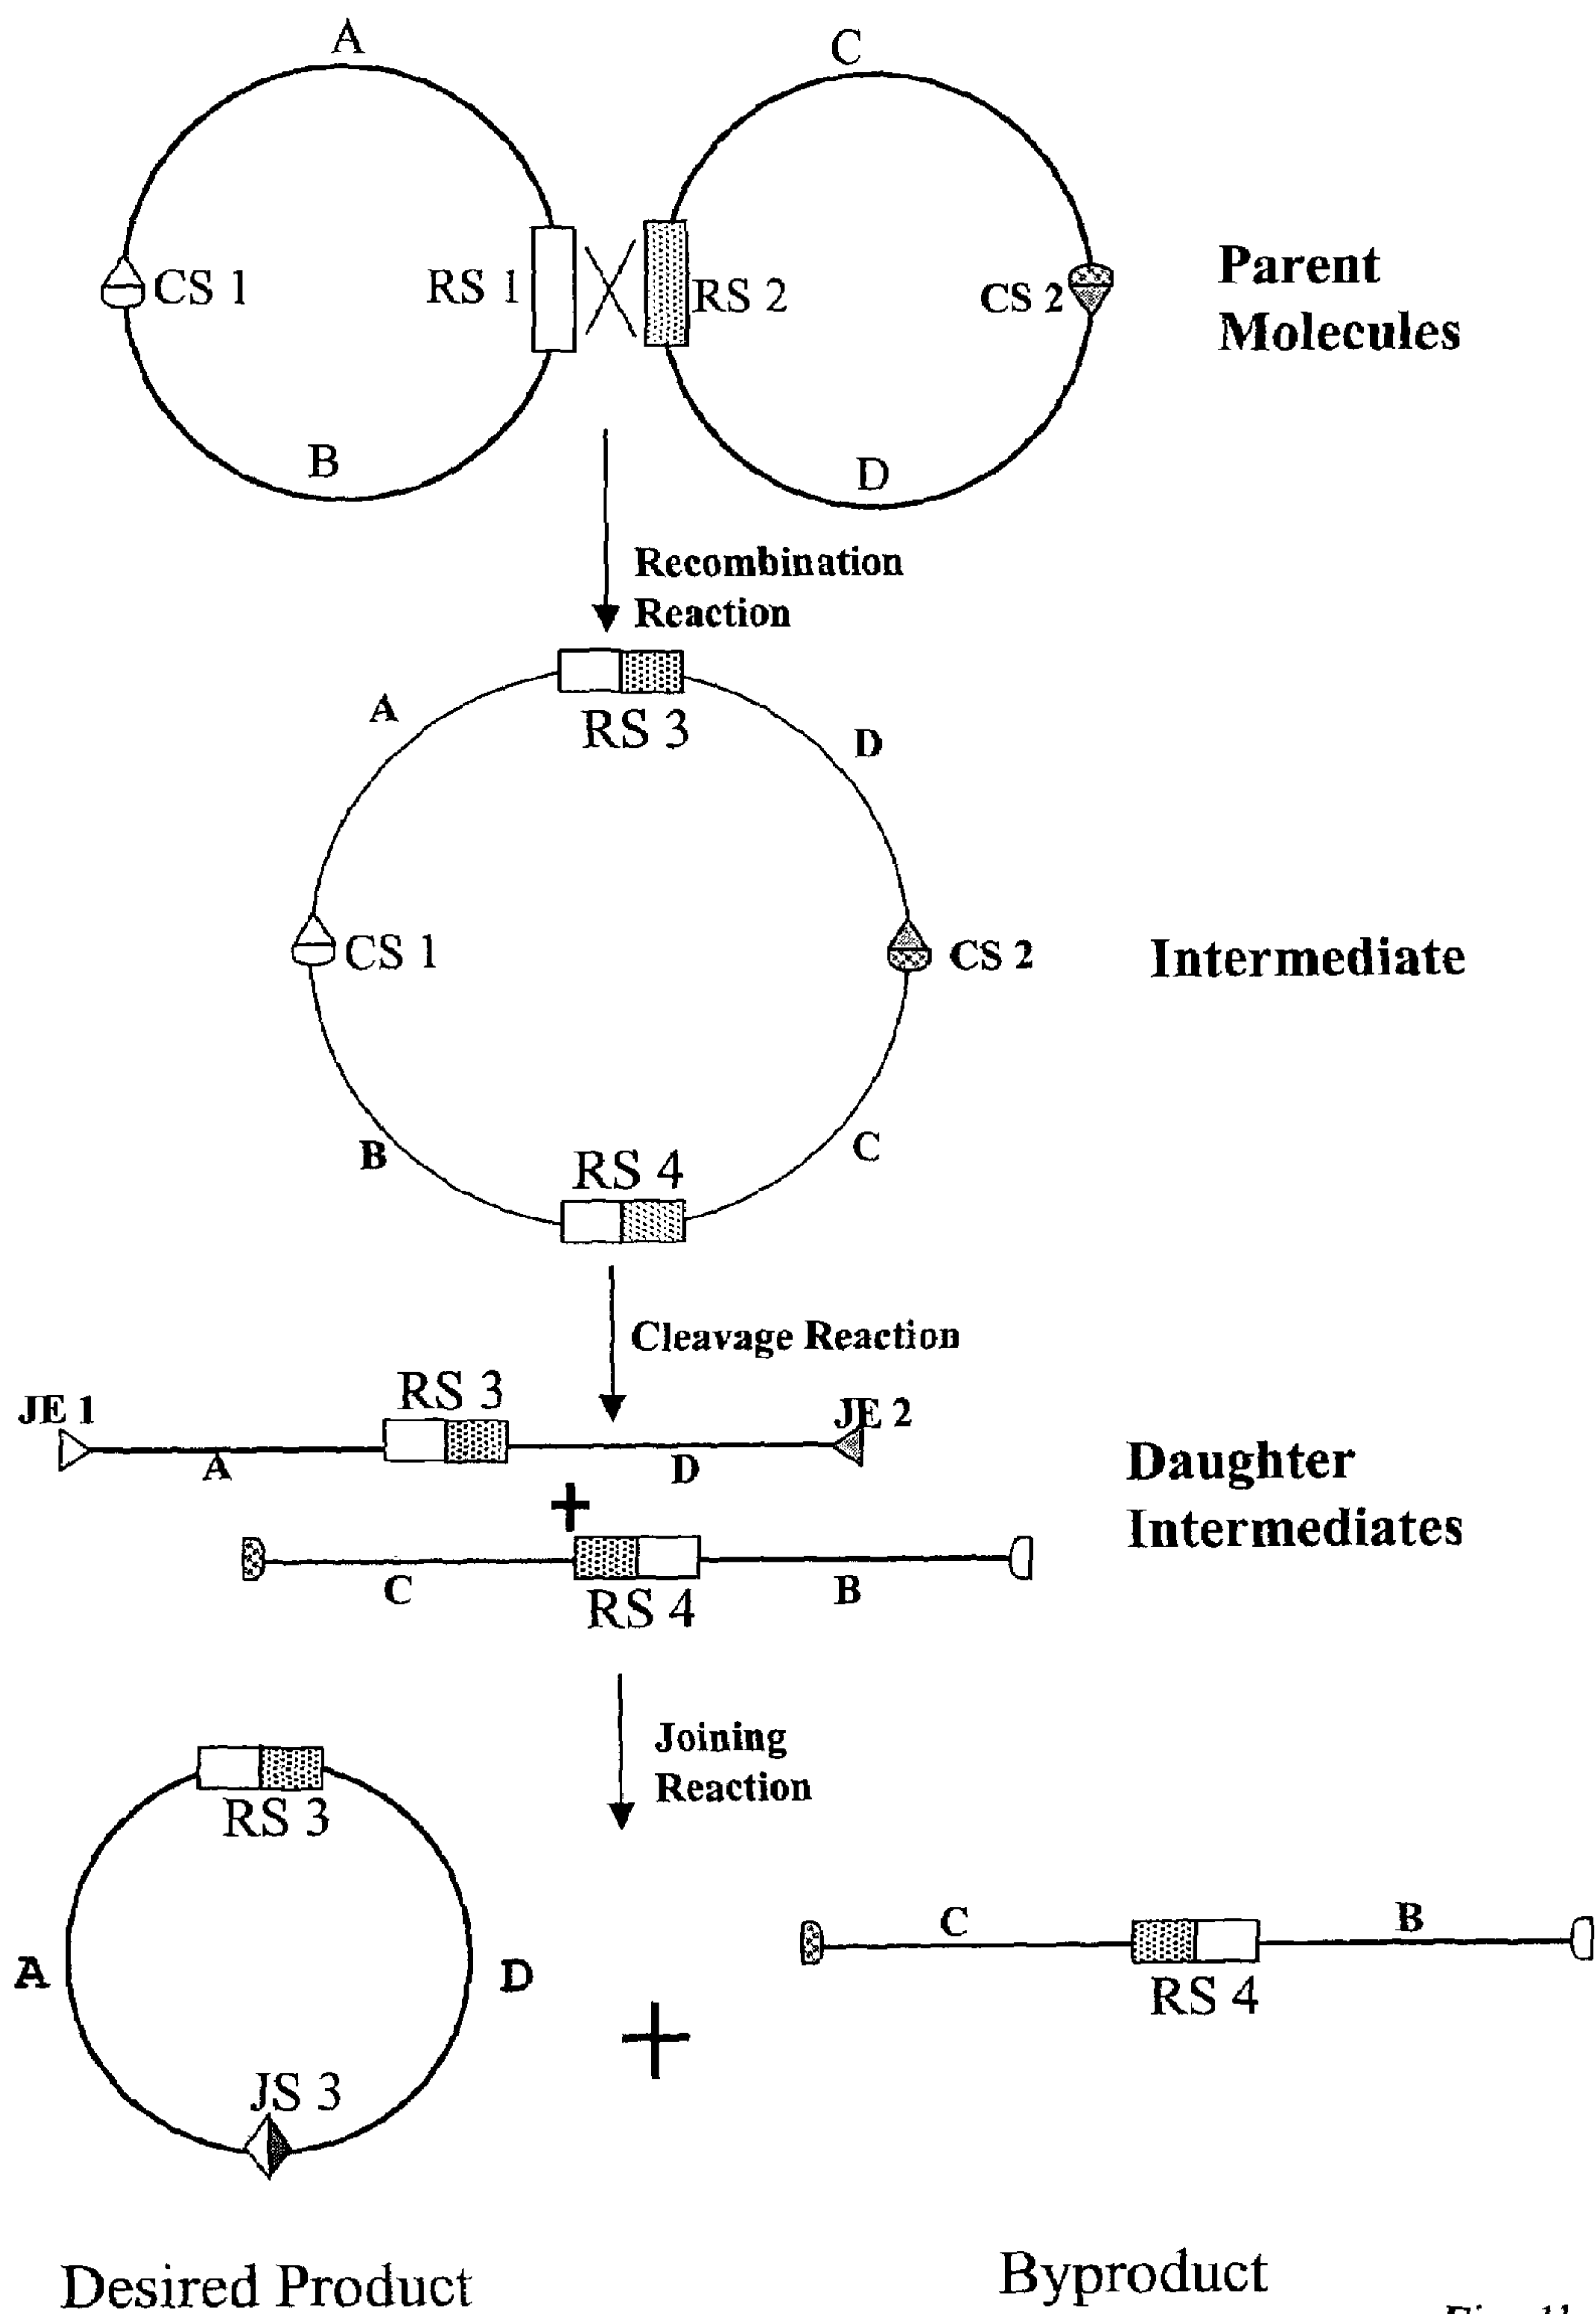 A
C
CS 1
RS 1
RS 2
CS 2
Parent
Molecules
B
D
Recombination
Reaction
A
RS 3
D
CS 1
CS 2
Intermediate
B
RS 4
C
Cleavage Reaction
JE 1
RS 3
JE 2
A
D
+
Daughter
Intermediates
C
RS 4
B
Joining
Reaction
RS 3
A
D
C
B
RS 4
+
JS 3
Desired Product
Byproduct